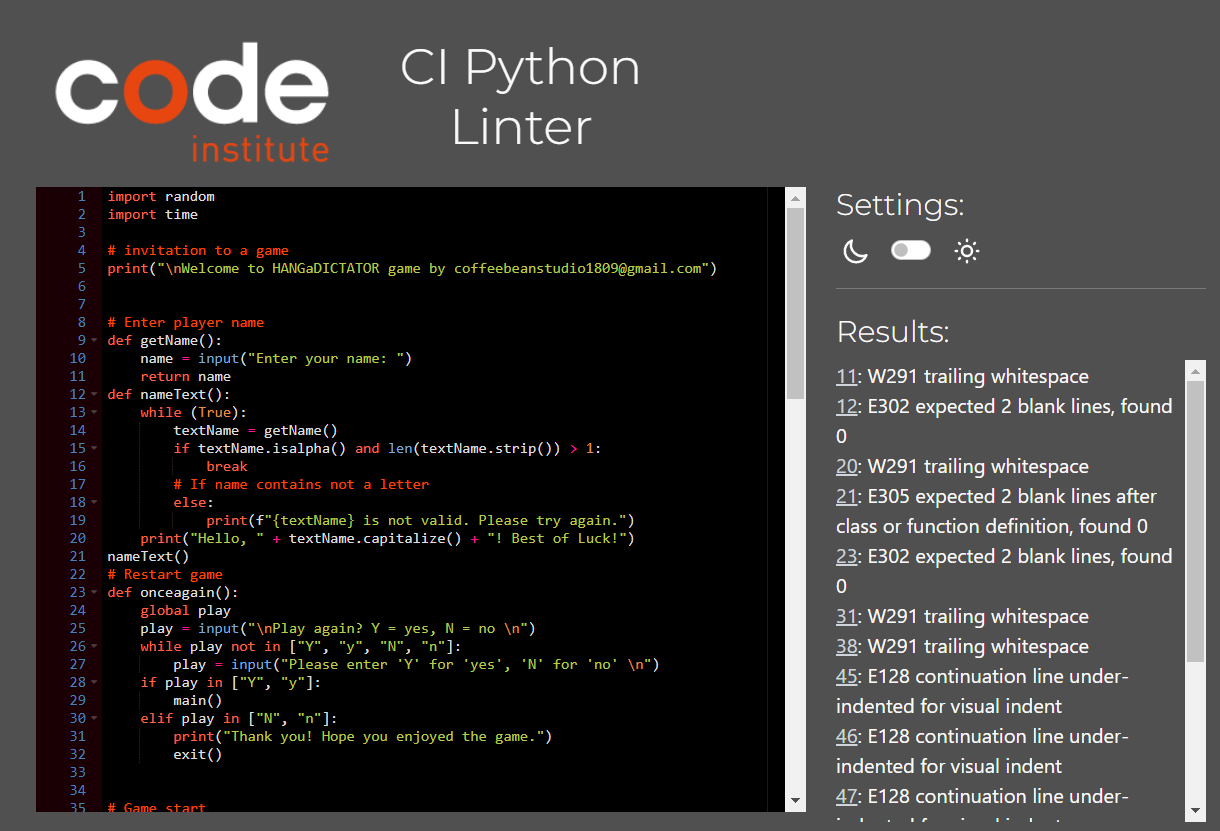 code
institute
CI Python
Linter
1 import random
2 import time
3
4 # invitation to a game
5 print("\nWelcome to HANGaDICTATOR game by coffeebeanstudio1809@gmail.com")
6
7
8 # Enter player name
9 def getName():
10 name = input("Enter your name: ")
11 return name
12 def nameText():
13 while (True):
14 textName = getName()
15 if textName.isalpha() and len(textName.strip()) > 1:
16 break
17 # If name contains not a letter
18 else:
19 print(f"{textName} is not valid. Please try again.")
20 print("Hello, " + textName.capitalize() + "! Best of Luck!")
21 nameText()
22 # Restart game
23 def onceagain():
24 global play
25 play = input("\nPlay again? Y = yes, N = no \n")
26 while play not in ["Y", "y", "N", "n"]:
27 play = input("Please enter 'Y' for 'yes', 'N' for 'no' \n")
28 if play in ["Y", "y"]:
29 main()
30 elif play in ["N", "n"]:
31 print("Thank you! Hope you enjoyed the game.")
32 exit()
33
34
35 # Game start
Settings:
Results:
11: W291 trailing whitespace
12: E302 expected 2 blank lines, found
0
20: W291 trailing whitespace
21: E305 expected 2 blank lines after
class or function definition, found 0
23: E302 expected 2 blank lines, found
0
31: W291 trailing whitespace
38: W291 trailing whitespace
45: E128 continuation line under-
indented for visual indent
46: E128 continuation line under-
indented for visual indent
47: E128 continuation line under-